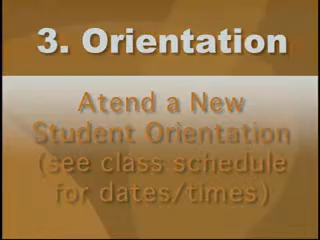 3. Orientation
Atend a New
Student Orientation
(see class schedule
for dates/times)